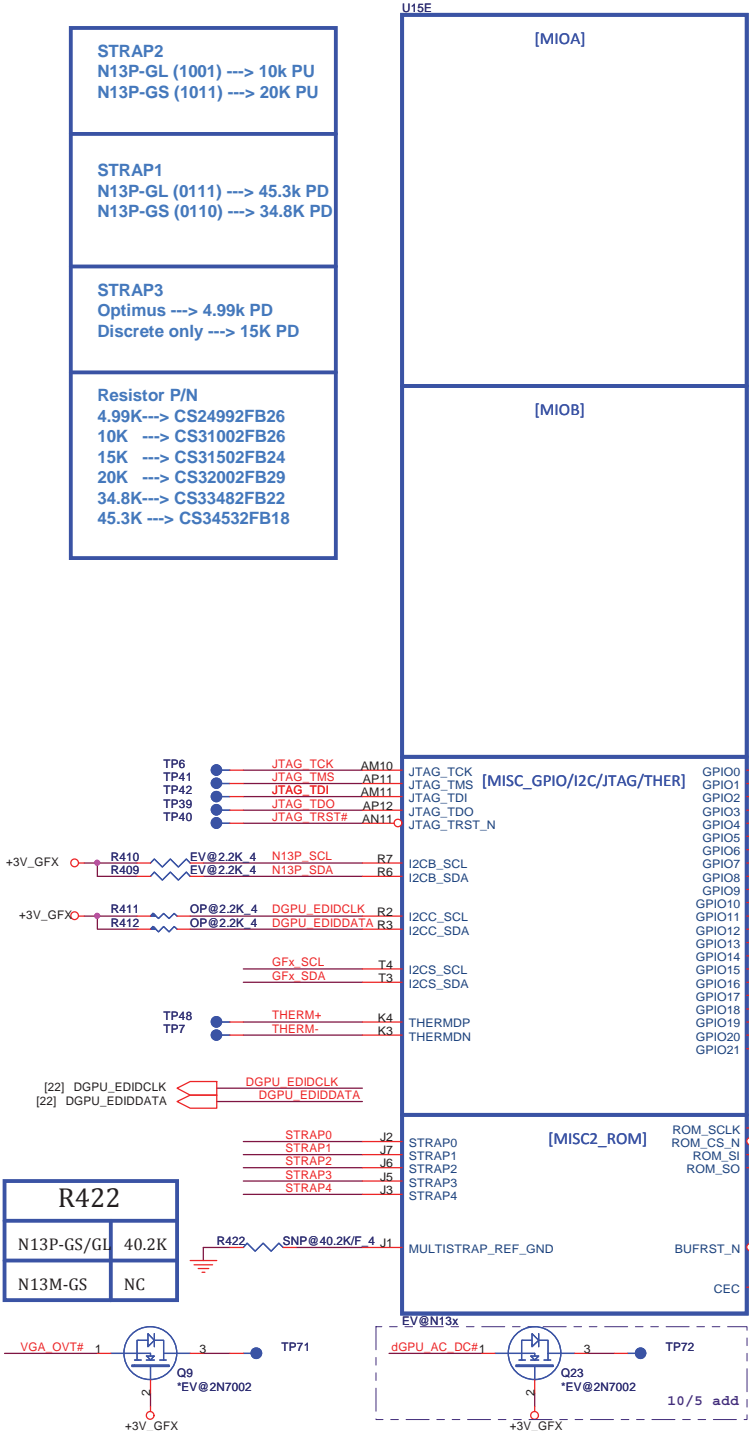 U15E
[MIOA]
STRAP2
N13P-GL (1001) ---> 10k PU
N13P-GS (1011) ---> 20K PU
STRAP1
N13P-GL (0111) ---> 45.3k PD
N13P-GS (0110) ---> 34.8K PD
STRAP3
Optimus ---> 4.99k PD
Discrete only ---> 15K PD
Resistor P/N
4.99K---> CS24992FB26
10K ---> CS31002FB26
15K ---> CS31502FB24
20K ---> CS32002FB29
34.8K---> CS33482FB22
45.3K ---> CS34532FB18
[MIOB]
[MISC_GPIO/I2C/JTAG/THER]
TP6 JTAG_TCK AM10 JTAG_TCK
TP41 JTAG_TMS AP11 JTAG_TMS
TP42 JTAG_TDI AM11 JTAG_TDI
TP39 JTAG_TDO AP12 JTAG_TDO
TP40 JTAG_TRST# AN11 JTAG_TRST_N
+3V_GFX
R410 EV@2.2K_4 N13P_SCL R7 I2CB_SCL
R409 EV@2.2K_4 N13P_SDA R6 I2CB_SDA
+3V_GFX
R411 OP@2.2K_4 DGPU_EDIDCLK R2 I2CC_SCL
R412 OP@2.2K_4 DGPU_EDIDDATA R3 I2CC_SDA
GFx_SCL T4 I2CS_SCL
GFx_SDA T3 I2CS_SDA
TP48 THERM+ K4 THERMDP
TP7 THERM- K3 THERMDN
GPIO0
GPIO1
GPIO2
GPIO3
GPIO4
GPIO5
GPIO6
GPIO7
GPIO8
GPIO9
GPIO10
GPIO11
GPIO12
GPIO13
GPIO14
GPIO15
GPIO16
GPIO17
GPIO18
GPIO19
GPIO20
GPIO21
[22] DGPU_EDIDCLK DGPU_EDIDCLK
[22] DGPU_EDIDDATA DGPU_EDIDDATA
[MISC2_ROM]
STRAP0 J2 STRAP0
STRAP1 J7 STRAP1
STRAP2 J6 STRAP2
STRAP3 J5 STRAP3
STRAP4 J3 STRAP4
ROM_SCLK
ROM_CS_N
ROM_SI
ROM_SO
R422
N13P-GS/GL 40.2K
N13M-GS NC
R422 SNP@40.2K/F_4 J1 MULTISTRAP_REF_GND
BUFRST_N
CEC
EV@N13x
VGA_OVT# 1 3 TP71
Q9
*EV@2N7002
2
+3V_GFX
dGPU_AC_DC# 1 3 TP72
Q23
*EV@2N7002
2
10/5 add
+3V_GFX